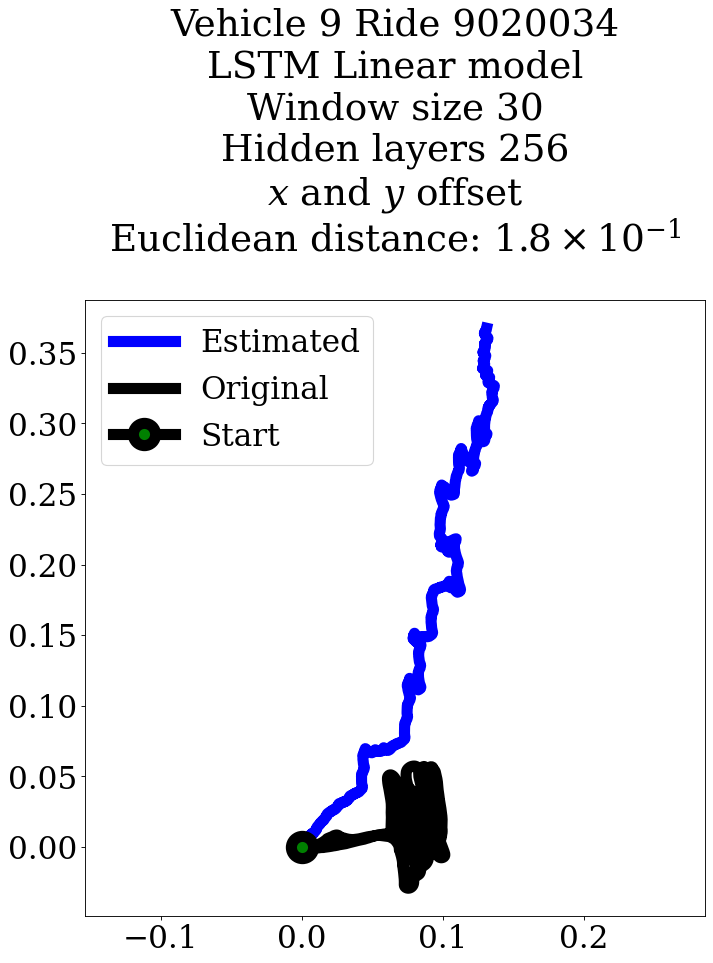 Vehicle 9 Ride 9020034
LSTM Linear model
Window size 30
Hidden layers 256
x and y offset
Euclidean distance: 1.8 × 10⁻¹
Estimated
Original
Start
0.35
0.30
0.25
0.20
0.15
0.10
0.05
0.00
−0.1 0.0 0.1 0.2